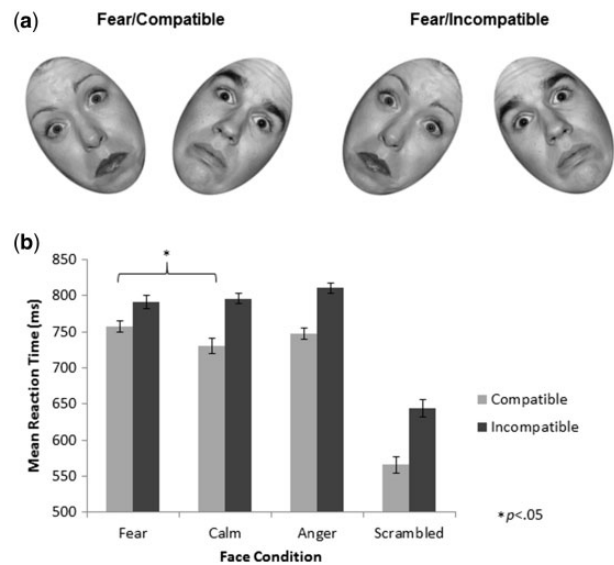 (a)
Fear/Compatible
Fear/Incompatible
(b)
Mean Reaction Time (ms)
850
800
750
700
650
600
550
500
*
Fear
Calm
Anger
Scrambled
Face Condition
Compatible
Incompatible
*p<.05